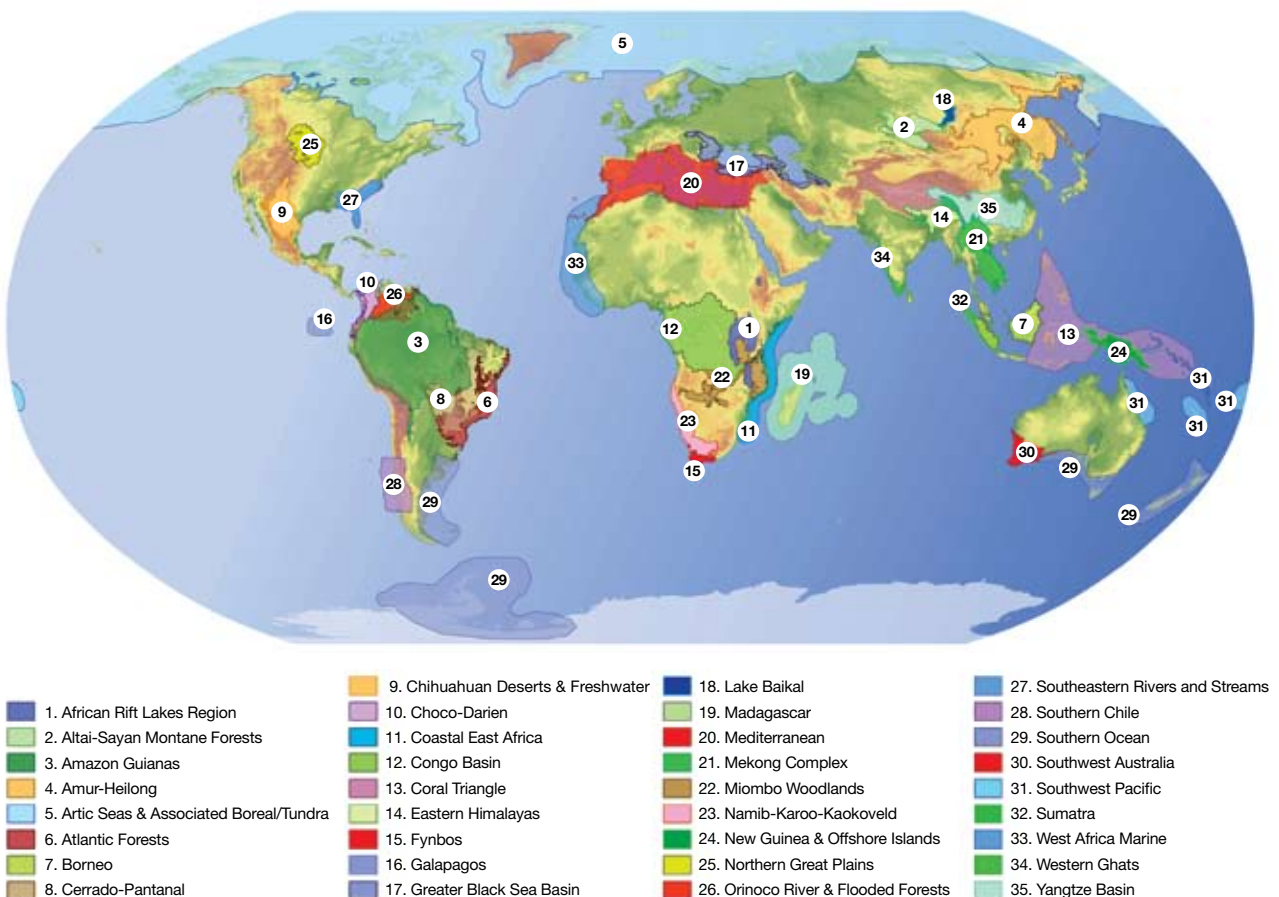 5
18
4
2
25
17
20
27
9
35
14
21
33
34
10
26
32
16
12
1
7
13
3
24
22
19
31
8
6
31
31
23
11
31
30
15
29
28
29
29
29
1. African Rift Lakes Region
2. Altai-Sayan Montane Forests
3. Amazon Guianas
4. Amur-Heilong
5. Artic Seas & Associated Boreal/Tundra
6. Atlantic Forests
7. Borneo
8. Cerrado-Pantanal
9. Chihuahuan Deserts & Freshwater
10. Choco-Darien
11. Coastal East Africa
12. Congo Basin
13. Coral Triangle
14. Eastern Himalayas
15. Fynbos
16. Galapagos
17. Greater Black Sea Basin
18. Lake Baikal
19. Madagascar
20. Mediterranean
21. Mekong Complex
22. Miombo Woodlands
23. Namib-Karoo-Kaokoveld
24. New Guinea & Offshore Islands
25. Northern Great Plains
26. Orinoco River & Flooded Forests
27. Southeastern Rivers and Streams
28. Southern Chile
29. Southern Ocean
30. Southwest Australia
31. Southwest Pacific
32. Sumatra
33. West Africa Marine
34. Western Ghats
35. Yangtze Basin